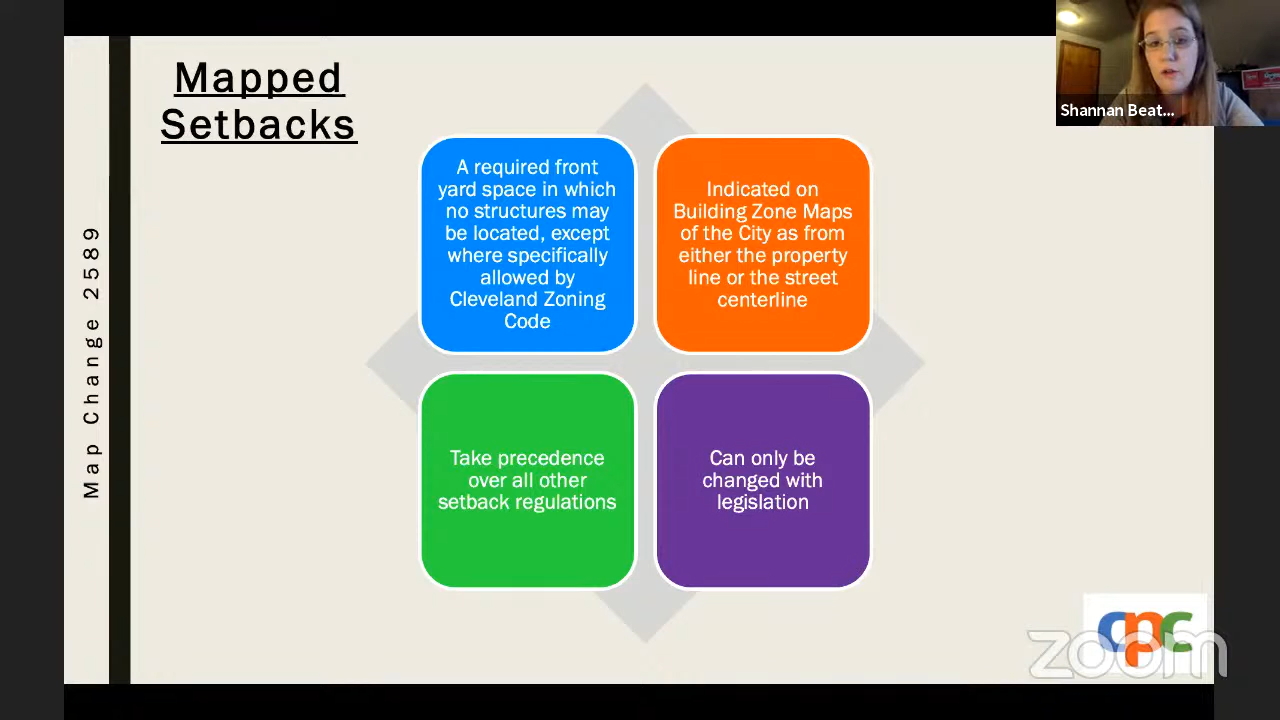 Mapped
Setbacks
Shannan Beat...
Map Change 2589
A required front
yard space in which
no structures may
be located, except
where specifically
allowed by
Cleveland Zoning
Code
Indicated on
Building Zone Maps
of the City as from
either the property
line or the street
centerline
Take precedence
over all other
setback regulations
Can only be
changed with
legislation
cpc
zoom